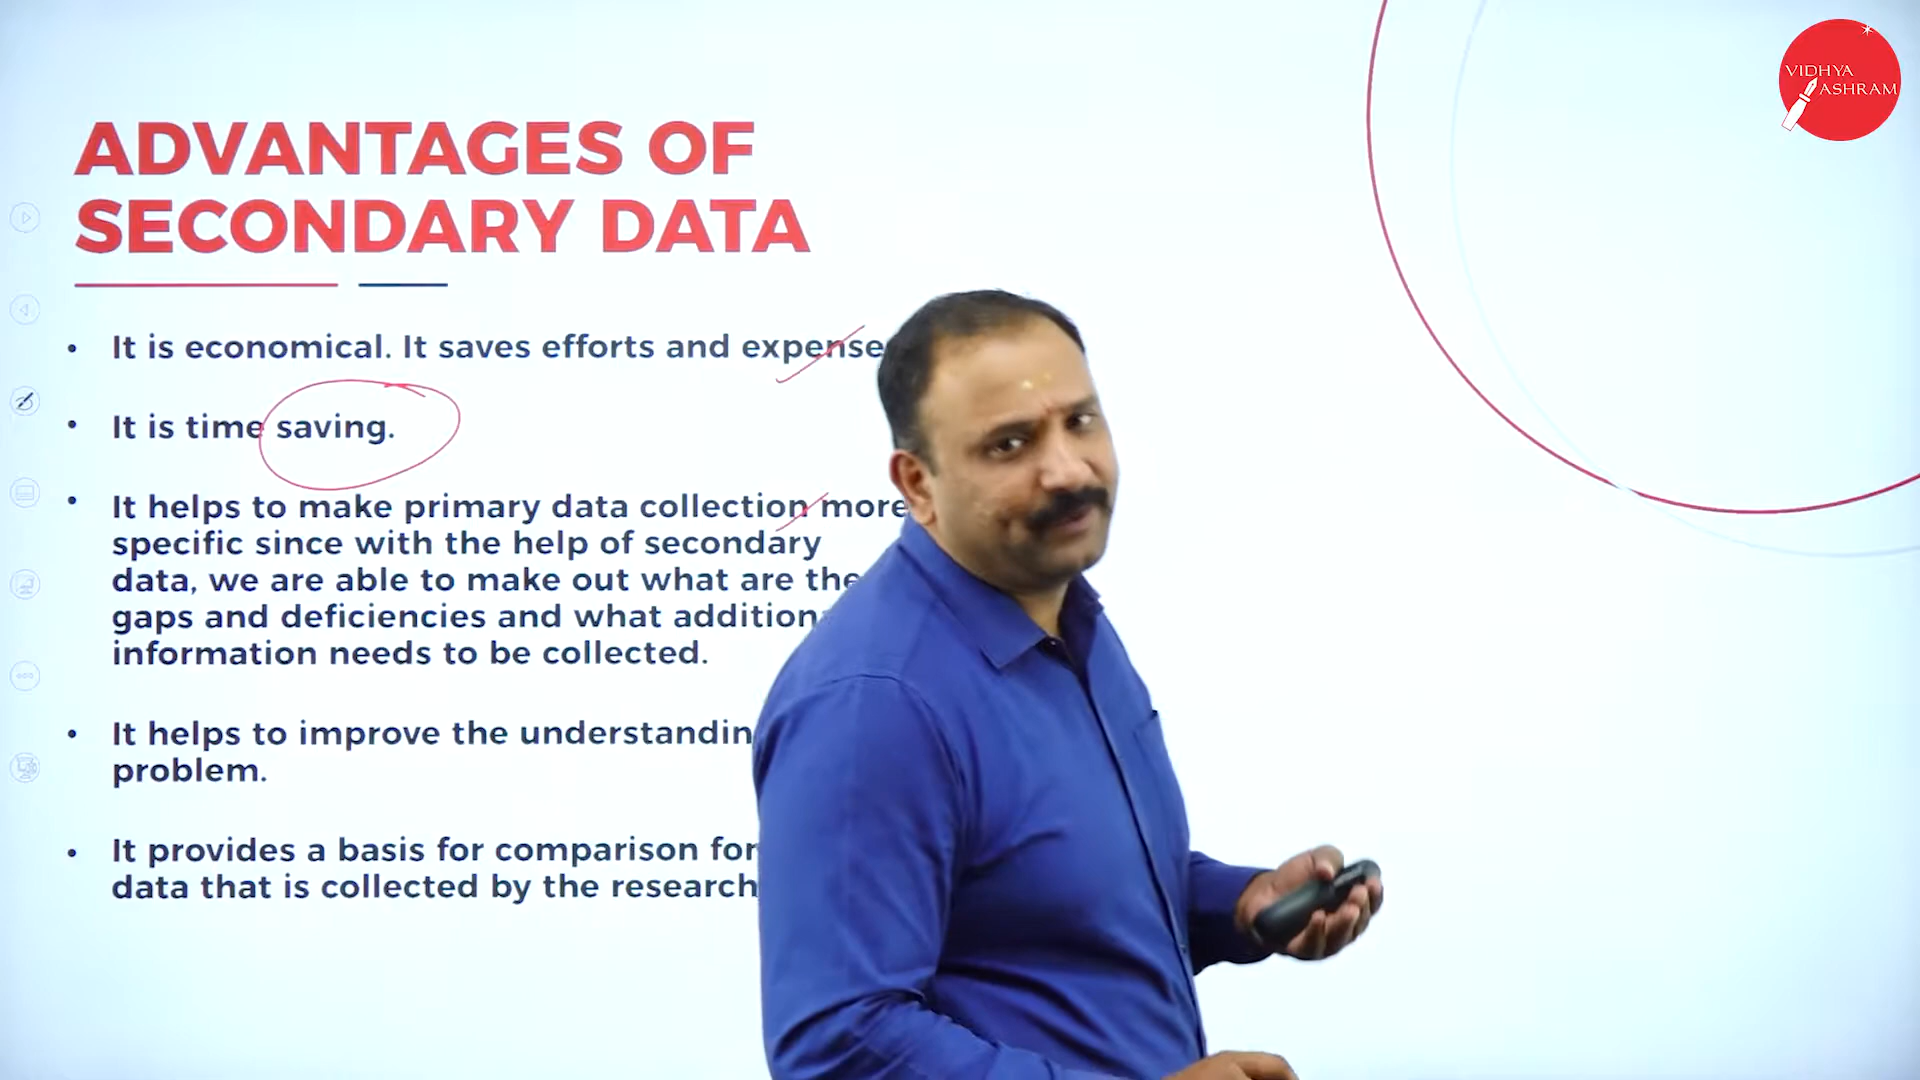 VIDHYA
ASHRAM
ADVANTAGES OF
SECONDARY DATA
• It is economical. It saves efforts and expense
• It is time saving.
• It helps to make primary data collection more
specific since with the help of secondary
data, we are able to make out what are the
gaps and deficiencies and what
information needs to be collected.
• It helps to improve the
problem.
• It provides a basis for comparison for
data that is collected by the